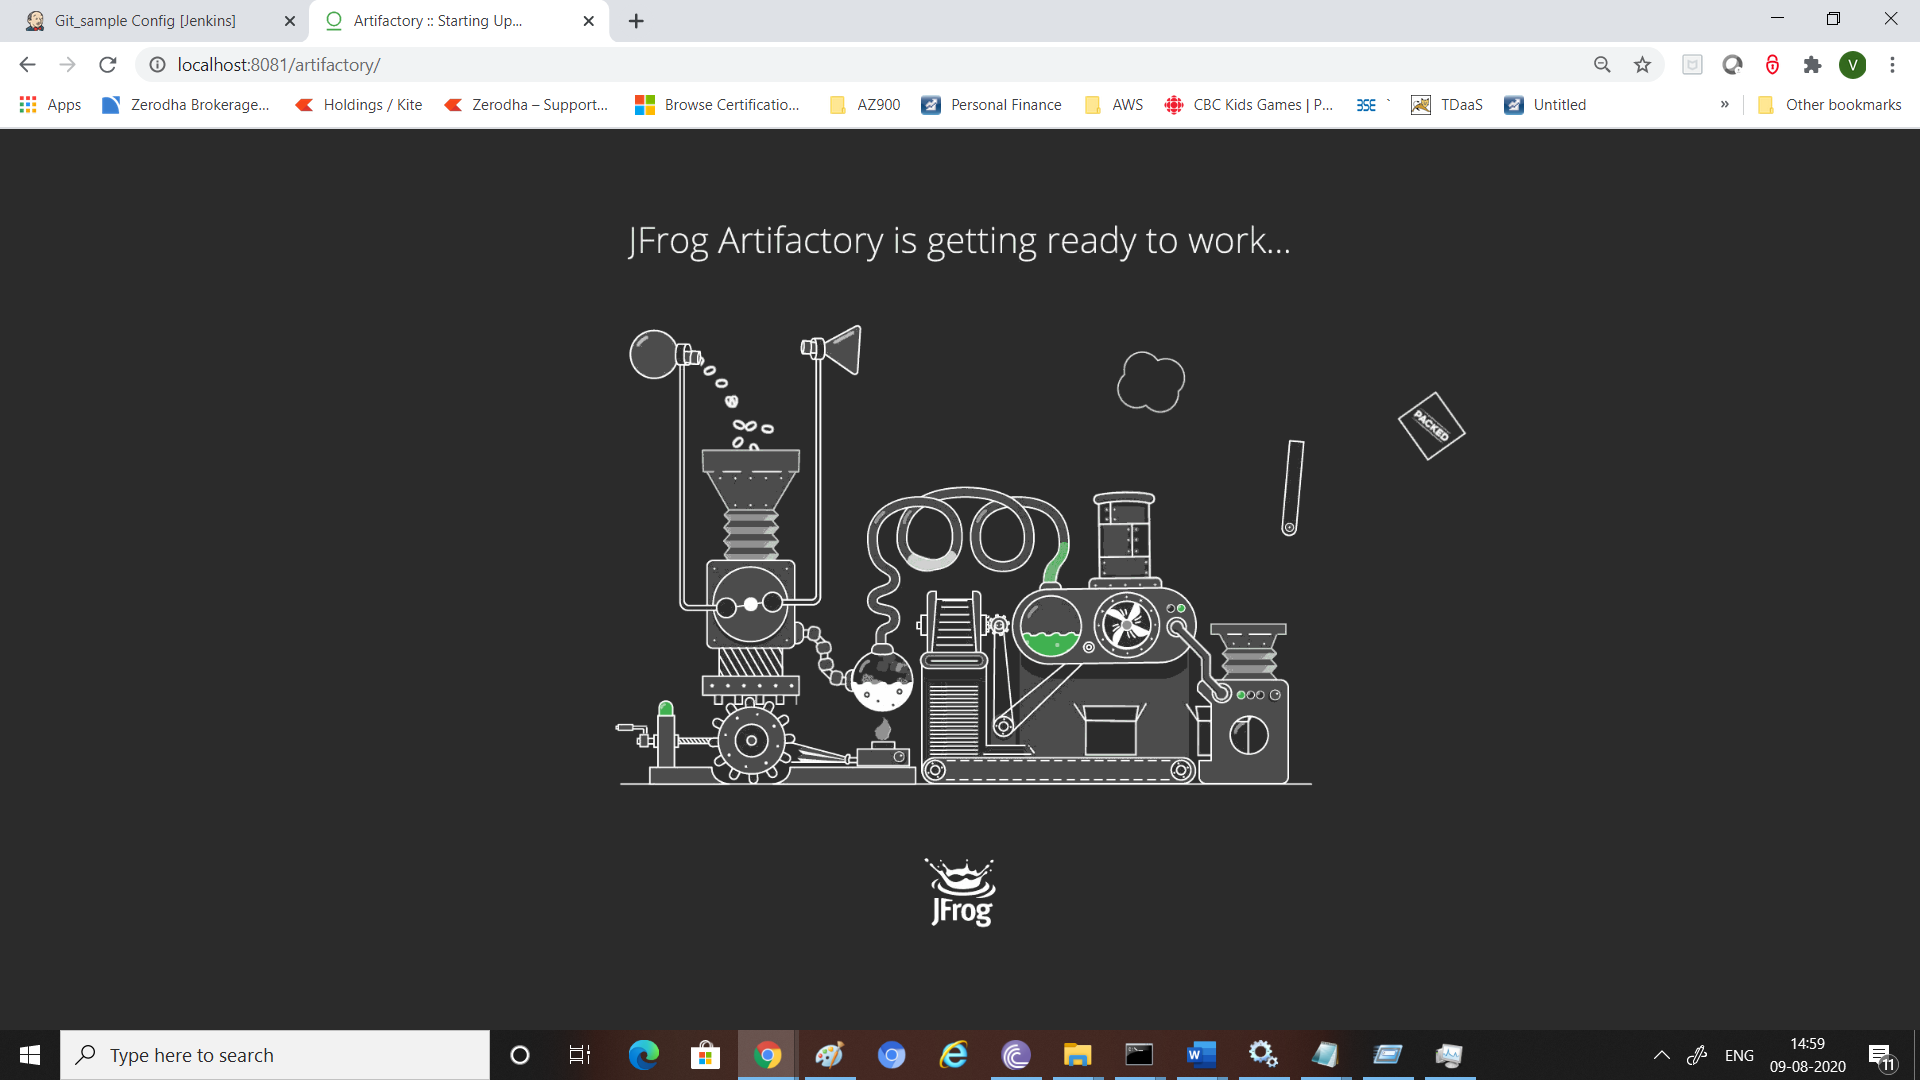 Git_sample Config [Jenkins]
Artifactory :: Starting Up...
localhost:8081/artifactory/
V
Apps
Zerodha Brokerage...
Holdings / Kite
Zerodha – Support...
Browse Certificatio...
AZ900
Personal Finance
AWS
CBC Kids Games | P...
BSE `
TDaaS
Untitled
»
Other bookmarks
JFrog Artifactory is getting ready to work...
PACKED
JFrog
Type here to search
ENG
14:59
09-08-2020
11